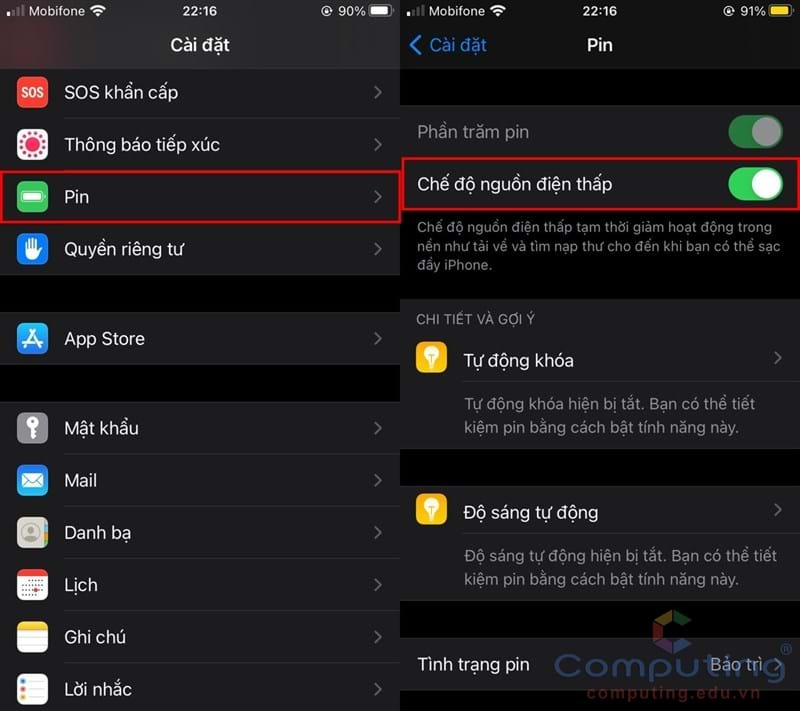 Mobifone
22:16
90%
Cài đặt
SOS
SOS khẩn cấp
Thông báo tiếp xúc
Pin
Quyền riêng tư
App Store
Mật khẩu
Mail
Danh bạ
Lịch
Ghi chú
Lời nhắc
Mobifone
22:16
91%
Cài đặt
Pin
Phần trăm pin
Chế độ nguồn điện thấp
Chế độ nguồn điện thấp tạm thời giảm hoạt động trong
nền như tải về và tìm nạp thư cho đến khi bạn có thể sạc
đầy iPhone.
CHI TIẾT VÀ GỢI Ý
Tự động khóa
Tự động khóa hiện bị tắt. Bạn có thể tiết
kiệm pin bằng cách bật tính năng này.
Độ sáng tự động
Độ sáng tự động hiện bị tắt. Bạn có thể tiết
kiệm pin bằng cách bật tính năng này.
Tình trạng pin
Bảo trì
Computing®
computing.edu.vn